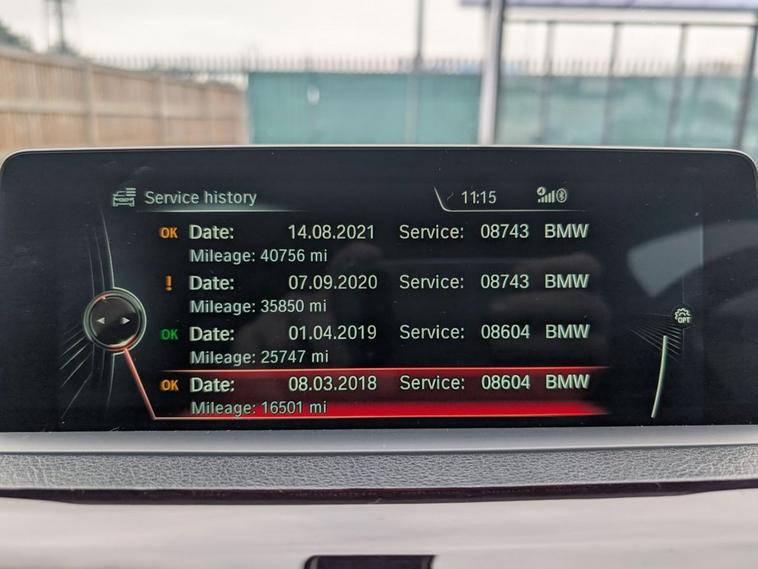 Service history
11:15
OK Date: 14.08.2021 Service: 08743 BMW
Mileage: 40756 mi
! Date: 07.09.2020 Service: 08743 BMW
Mileage: 35850 mi
OK Date: 01.04.2019 Service: 08604 BMW
Mileage: 25747 mi
OPT
OK Date: 08.03.2018 Service: 08604 BMW
Mileage: 16501 mi